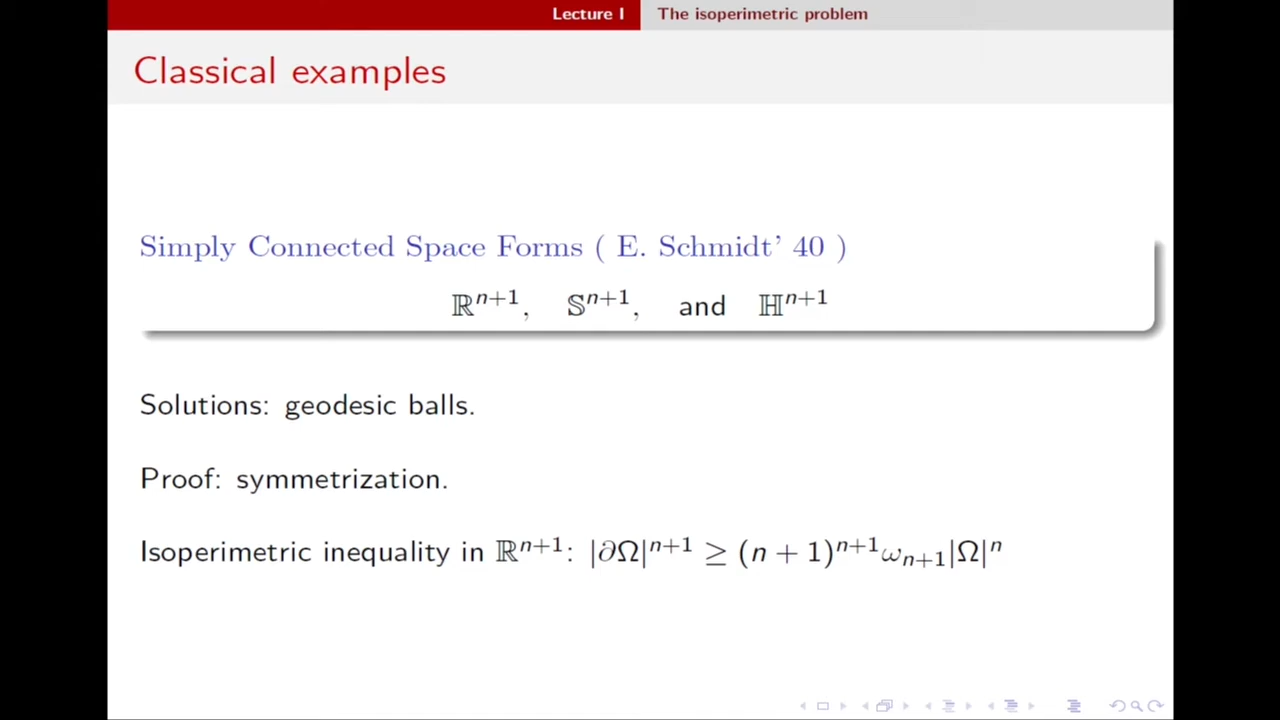 Lecture I The isoperimetric problem
Classical examples
Simply Connected Space Forms ( E. Schmidt' 40 )
ℝⁿ⁺¹, 𝕊ⁿ⁺¹, and ℍⁿ⁺¹
Solutions: geodesic balls.
Proof: symmetrization.
Isoperimetric inequality in ℝⁿ⁺¹: |∂Ω|ⁿ⁺¹ ≥ (n + 1)ⁿ⁺¹ωₙ₊₁|Ω|ⁿ